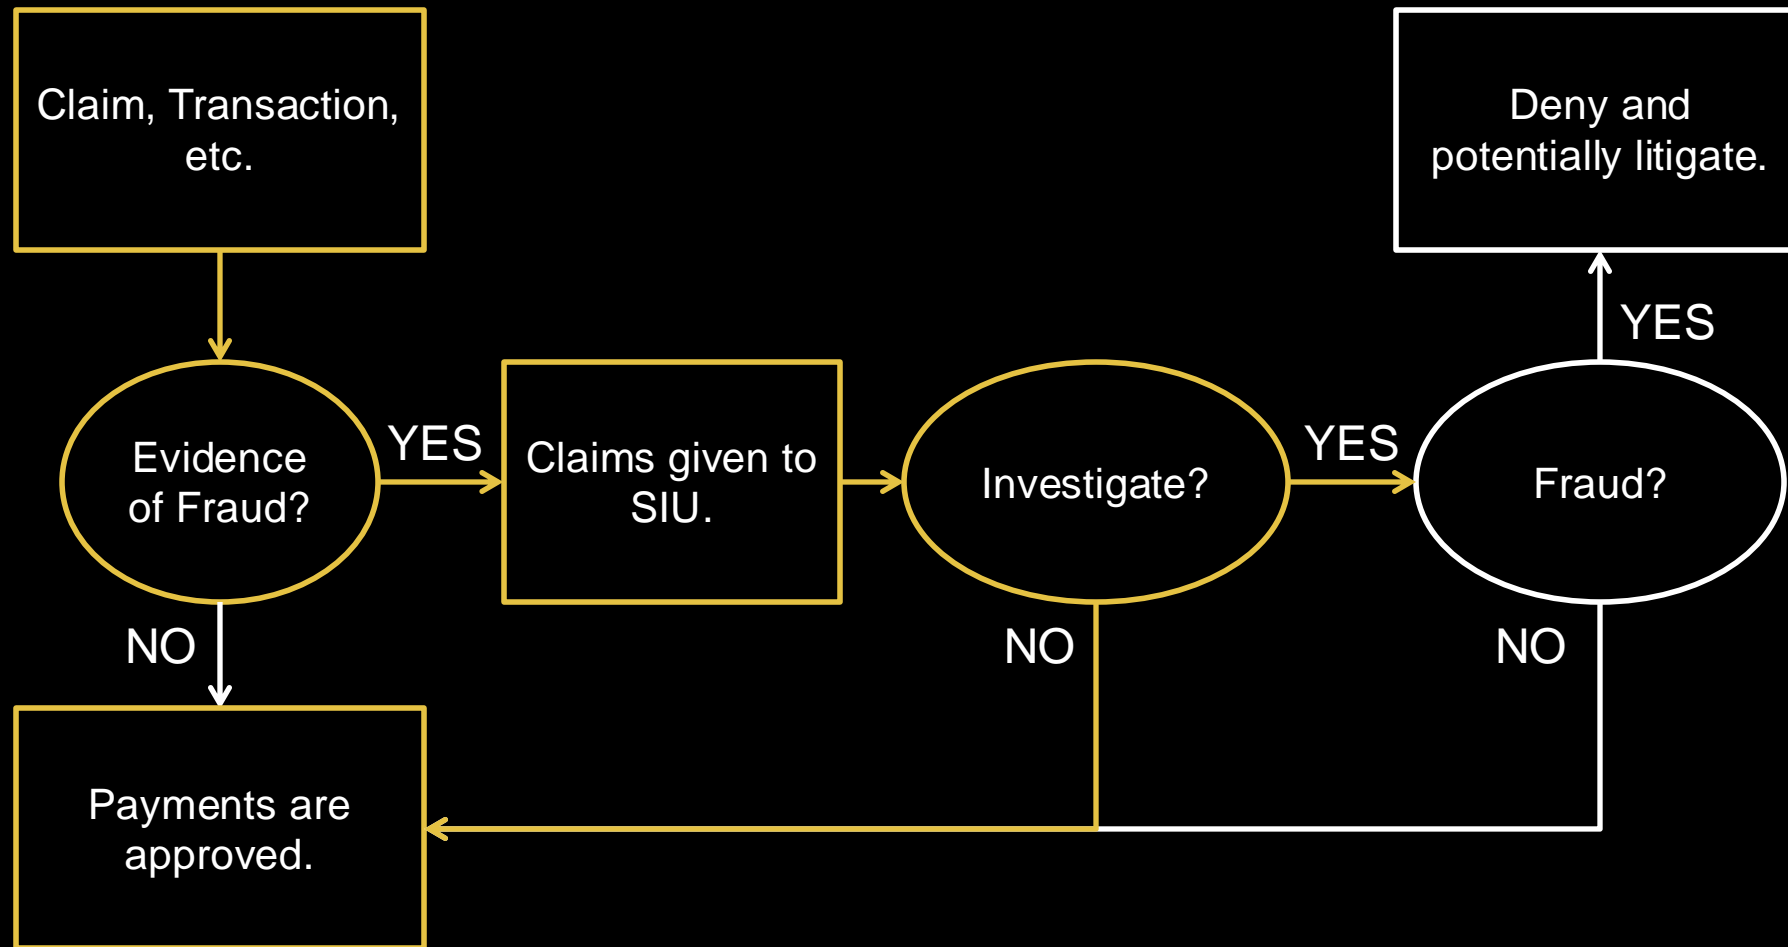 Claim, Transaction,
etc.
Deny and
potentially litigate.
YES
Evidence
of Fraud?
YES
Claims given to
SIU.
Investigate?
YES
Fraud?
NO
NO
NO
Payments are
approved.